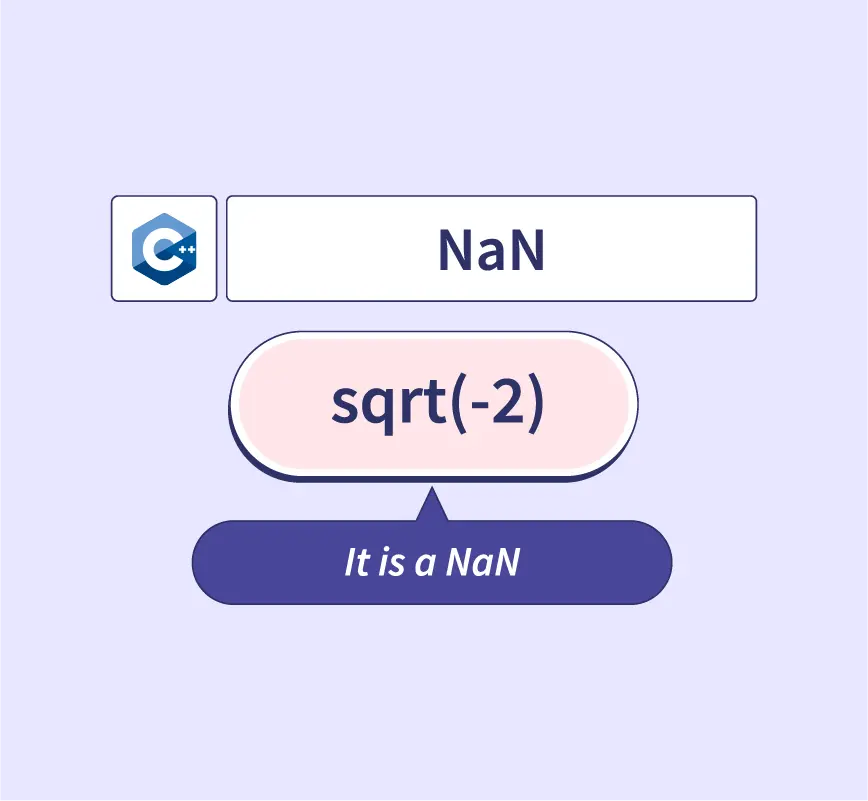 C++
NaN
sqrt(-2)
It is a NaN